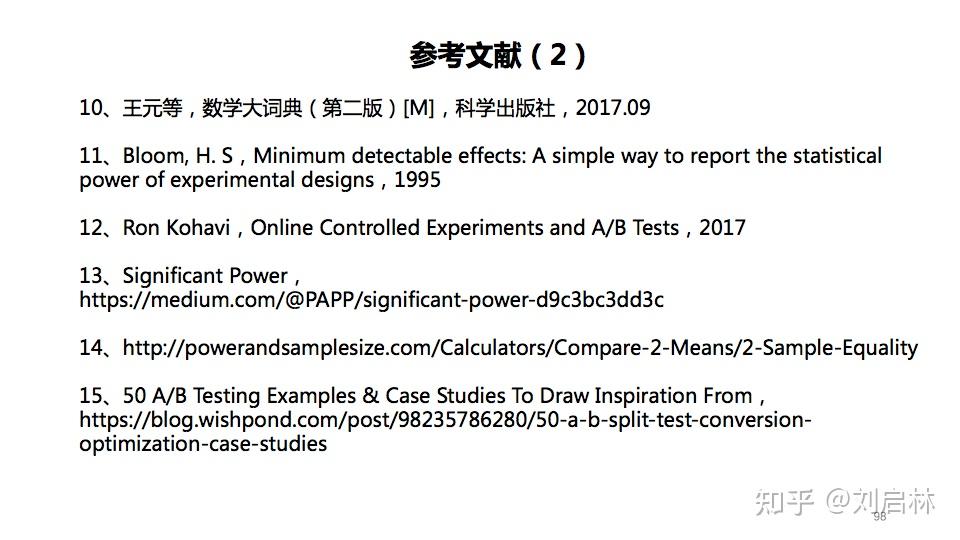 参考文献（2）
10、王元等，数学大词典（第二版）[M]，科学出版社，2017.09
11、Bloom, H. S，Minimum detectable effects: A simple way to report the statistical
power of experimental designs，1995
12、Ron Kohavi，Online Controlled Experiments and A/B Tests，2017
13、Significant Power，
https://medium.com/@PAPP/significant-power-d9c3bc3dd3c
14、http://powerandsamplesize.com/Calculators/Compare-2-Means/2-Sample-Equality
15、50 A/B Testing Examples & Case Studies To Draw Inspiration From，
https://blog.wishpond.com/post/98235786280/50-a-b-split-test-conversion-
optimization-case-studies
知乎 @刘启林
98